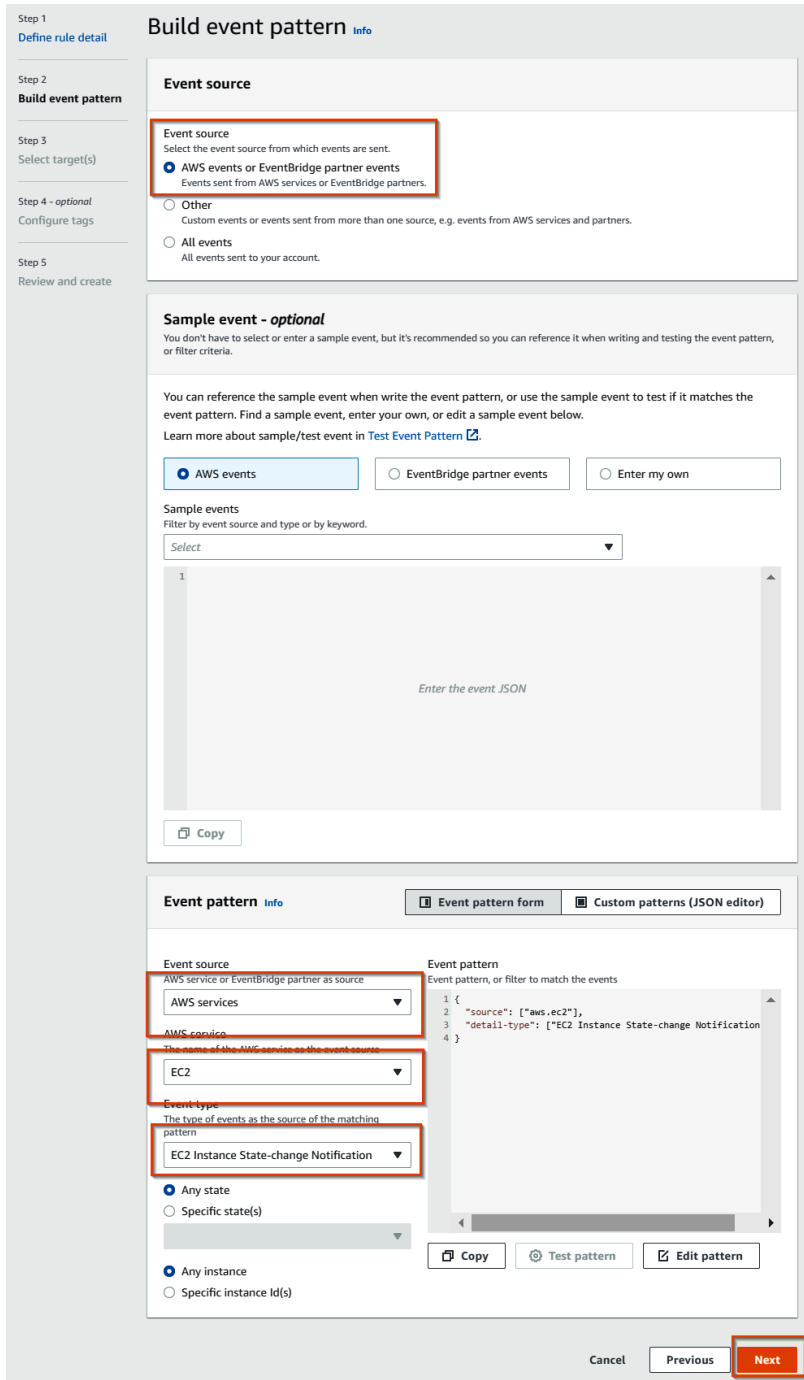 Step 1
Define rule detail
Step 2
Build event pattern
Step 3
Select target(s)
Step 4 - optional
Configure tags
Step 5
Review and create
Build event pattern Info
Event source
Event source
Select the event source from which events are sent.
AWS events or EventBridge partner events
Events sent from AWS services or EventBridge partners.
Other
Custom events or events sent from more than one source, e.g. events from AWS services and partners.
All events
All events sent to your account.
Sample event - optional
You don't have to select or enter a sample event, but it's recommended so you can reference it when writing and testing the event pattern,
or filter criteria.
You can reference the sample event when write the event pattern, or use the sample event to test if it matches the
event pattern. Find a sample event, enter your own, or edit a sample event below.
Learn more about sample/test event in Test Event Pattern.
AWS events
EventBridge partner events
Enter my own
Sample events
Filter by event source and type or by keyword.
Select
1
Enter the event JSON
Copy
Event pattern Info
Event pattern form
Custom patterns (JSON editor)
Event source
AWS service or EventBridge partner as source
AWS services
AWS service
The name of the AWS service as the event source
EC2
Event type
The type of events as the source of the matching
pattern
EC2 Instance State-change Notification
Any state
Specific state(s)
Any instance
Specific instance Id(s)
Event pattern
Event pattern, or filter to match the events
1 {
2 "source": ["aws.ec2"],
3 "detail-type": ["EC2 Instance State-change Notification
4 }
Copy
Test pattern
Edit pattern
Cancel
Previous
Next